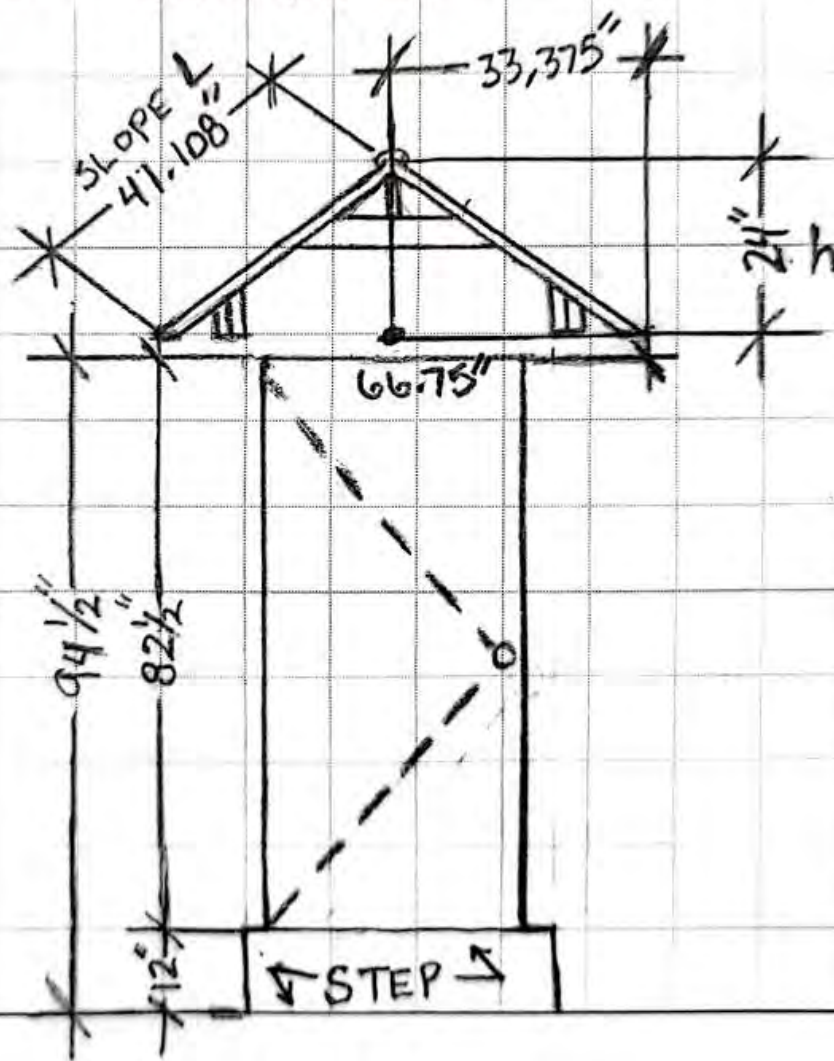 33,375"
SLOPE L
41.108"
24" h
66.75"
94 1/2"
82 1/2"
12"
STEP